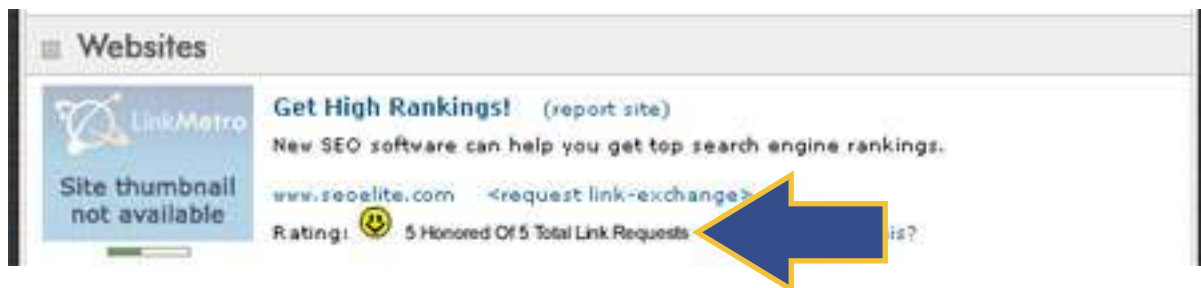 Websites
LinkMetro
Site thumbnail
not available
Get High Rankings! (report site)
New SEO software can help you get top search engine rankings.
www.seoelite.com <request link-exchange>
Rating: 5 Honored Of 5 Total Link Requests is?